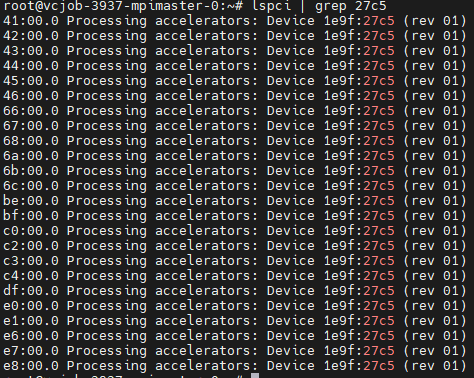 root@vcjob-3937-mpimaster-0:~# lspci | grep 27c5
41:00.0 Processing accelerators: Device 1e9f:27c5 (rev 01)
42:00.0 Processing accelerators: Device 1e9f:27c5 (rev 01)
43:00.0 Processing accelerators: Device 1e9f:27c5 (rev 01)
44:00.0 Processing accelerators: Device 1e9f:27c5 (rev 01)
45:00.0 Processing accelerators: Device 1e9f:27c5 (rev 01)
46:00.0 Processing accelerators: Device 1e9f:27c5 (rev 01)
66:00.0 Processing accelerators: Device 1e9f:27c5 (rev 01)
67:00.0 Processing accelerators: Device 1e9f:27c5 (rev 01)
68:00.0 Processing accelerators: Device 1e9f:27c5 (rev 01)
6a:00.0 Processing accelerators: Device 1e9f:27c5 (rev 01)
6b:00.0 Processing accelerators: Device 1e9f:27c5 (rev 01)
6c:00.0 Processing accelerators: Device 1e9f:27c5 (rev 01)
be:00.0 Processing accelerators: Device 1e9f:27c5 (rev 01)
bf:00.0 Processing accelerators: Device 1e9f:27c5 (rev 01)
c0:00.0 Processing accelerators: Device 1e9f:27c5 (rev 01)
c2:00.0 Processing accelerators: Device 1e9f:27c5 (rev 01)
c3:00.0 Processing accelerators: Device 1e9f:27c5 (rev 01)
c4:00.0 Processing accelerators: Device 1e9f:27c5 (rev 01)
df:00.0 Processing accelerators: Device 1e9f:27c5 (rev 01)
e0:00.0 Processing accelerators: Device 1e9f:27c5 (rev 01)
e1:00.0 Processing accelerators: Device 1e9f:27c5 (rev 01)
e6:00.0 Processing accelerators: Device 1e9f:27c5 (rev 01)
e7:00.0 Processing accelerators: Device 1e9f:27c5 (rev 01)
e8:00.0 Processing accelerators: Device 1e9f:27c5 (rev 01)